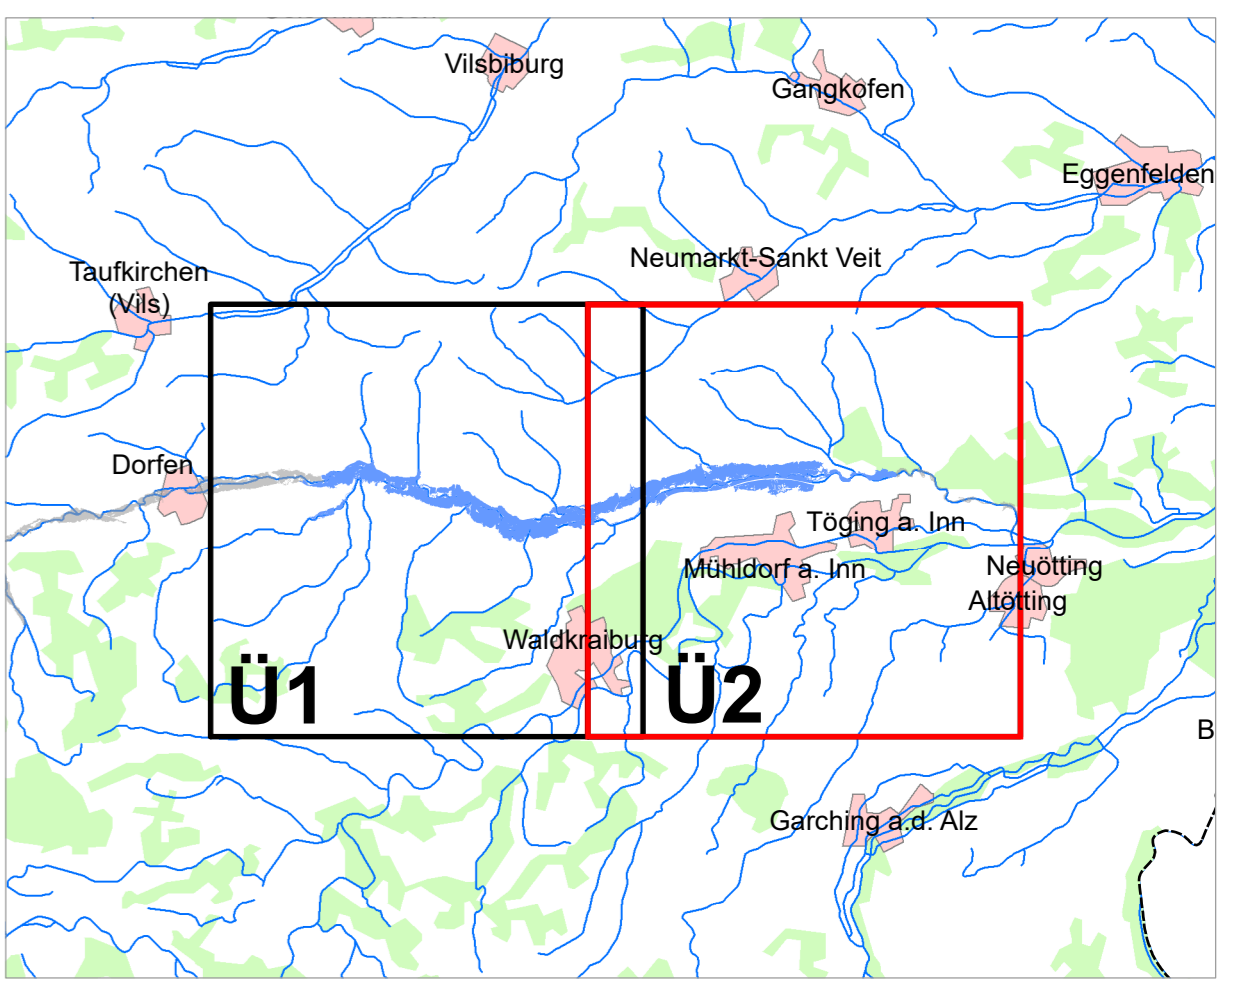 Vilsbiburg
Gangkofen
Eggenfelden
Neumarkt-Sankt Veit
Taufkirchen
(Vils)
Dorfen
Töging a. Inn
Mühldorf a. Inn
Neuötting
Altötting
Waldkraiburg
Ü1
Ü2
B
Garching a.d. Alz